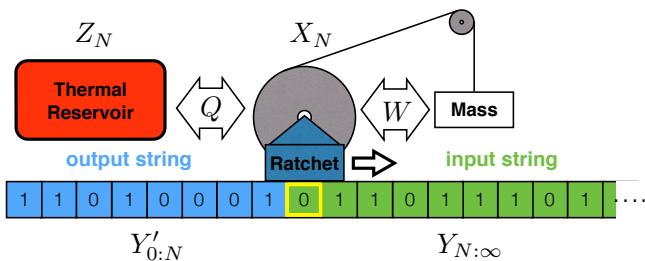 Z_N
X_N
Thermal
Reservoir
Q
W
Mass
output string
Ratchet
input string
1 1 0 1 0 0 0 1 0 1 1 0 1 1 1 0 1 ....
Y'_{0:N}
Y_{N:∞}